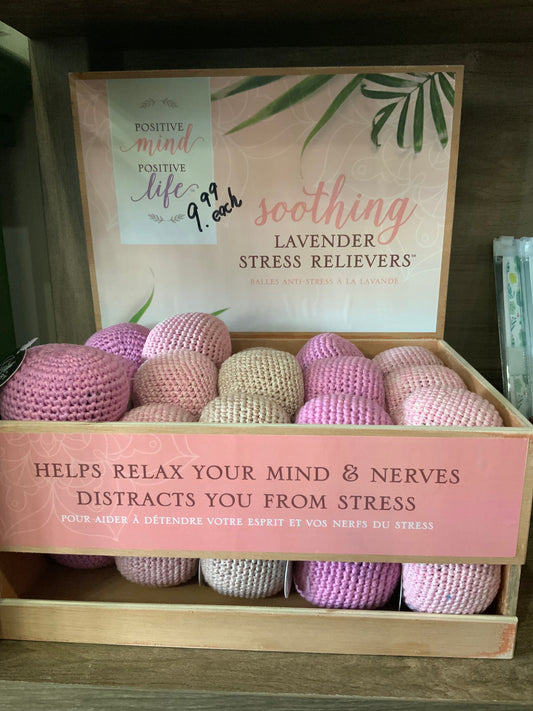 POSITIVE
mind
POSITIVE
life™
9.99
each
soothing
LAVENDER
STRESS RELIEVERS™
BALLES ANTI-STRESS À LA LAVANDE
HELPS RELAX YOUR MIND & NERVES
DISTRACTS YOU FROM STRESS
POUR AIDER À DÉTENDRE VOTRE ESPRIT ET VOS NERFS DU STRESS